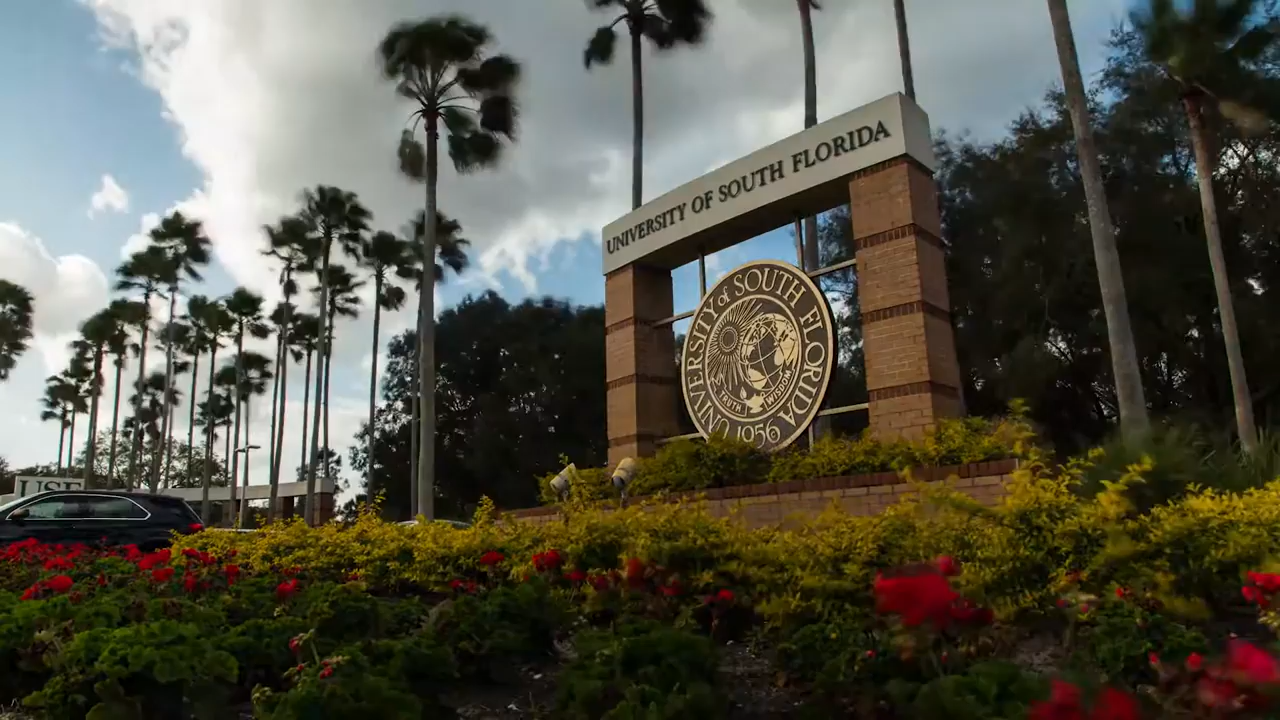 UNIVERSITY OF SOUTH FLORIDA
UNIVERSITY of SOUTH FLORIDA
TRUTH WISDOM
1956
USF